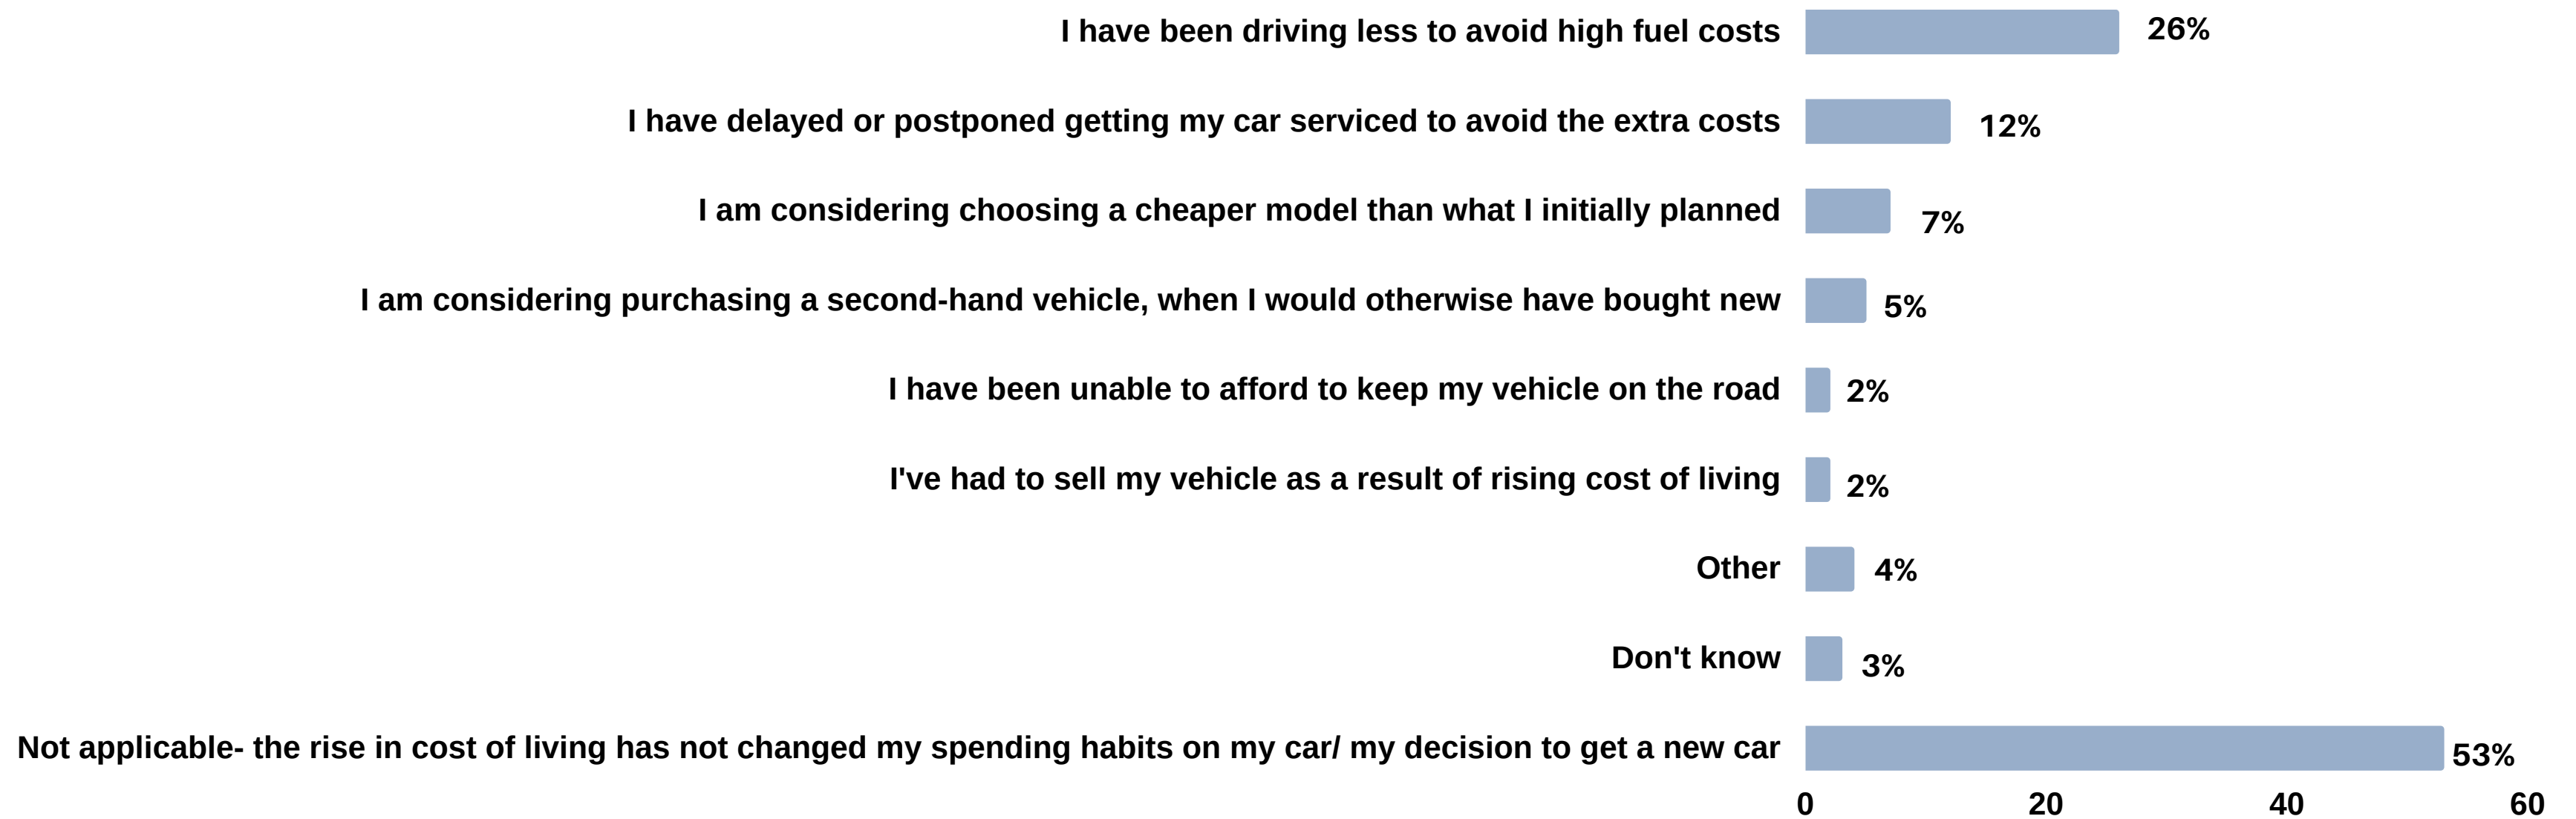 I have been driving less to avoid high fuel costs 26%
I have delayed or postponed getting my car serviced to avoid the extra costs 12%
I am considering choosing a cheaper model than what I initially planned 7%
I am considering purchasing a second-hand vehicle, when I would otherwise have bought new 5%
I have been unable to afford to keep my vehicle on the road 2%
I've had to sell my vehicle as a result of rising cost of living 2%
Other 4%
Don't know 3%
Not applicable- the rise in cost of living has not changed my spending habits on my car/ my decision to get a new car 53%
0 20 40 60